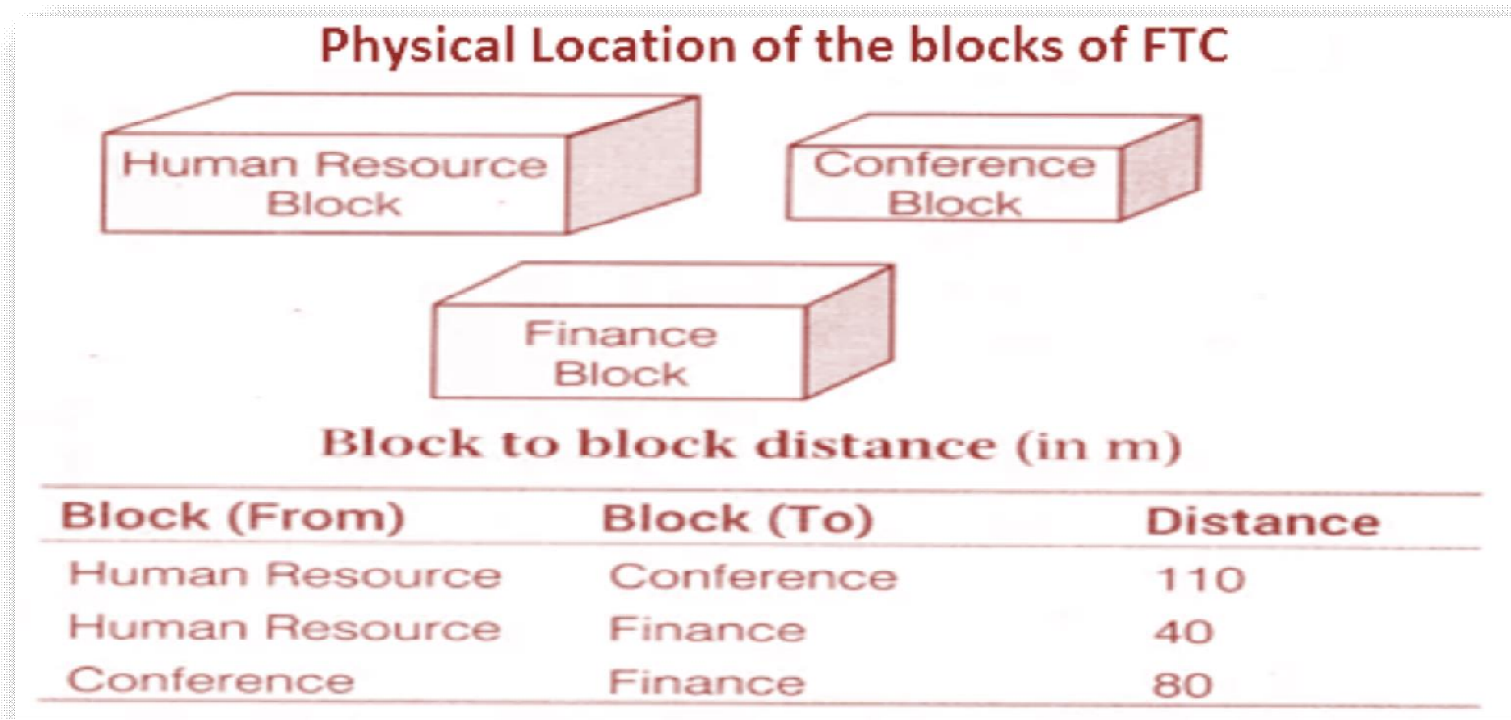 Physical Location of the blocks of FTC
Human Resource
Block
Conference
Block
Finance
Block
Block to block distance (in m)
Block (From) Block (To) Distance
Human Resource Conference 110
Human Resource Finance 40
Conference Finance 80